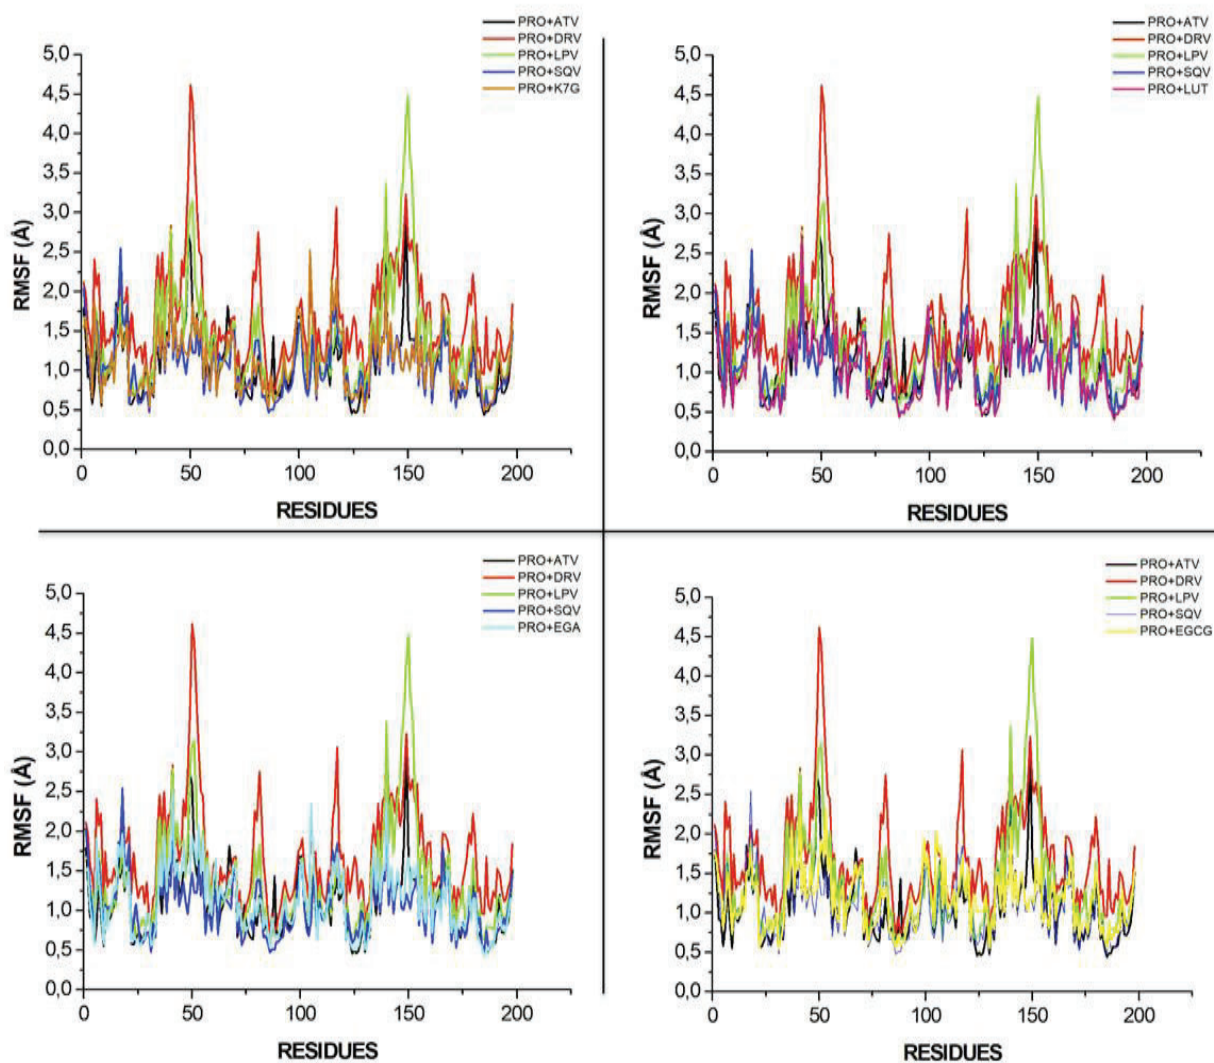 PRO+ATV
PRO+DRV
PRO+LPV
PRO+SQV
PRO+K7G
5,0
4,5
4,0
3,5
3,0
2,5
2,0
1,5
1,0
0,5
0,0
RMSF (Å)
0 50 100 150 200
RESIDUES
PRO+ATV
PRO+DRV
PRO+LPV
PRO+SQV
PRO+LUT
5,0
4,5
4,0
3,5
3,0
2,5
2,0
1,5
1,0
0,5
0,0
RMSF (Å)
0 50 100 150 200
RESIDUES
PRO+ATV
PRO+DRV
PRO+LPV
PRO+SQV
PRO+EGA
5,0
4,5
4,0
3,5
3,0
2,5
2,0
1,5
1,0
0,5
0,0
RMSF (Å)
0 50 100 150 200
RESIDUES
PRO+ATV
PRO+DRV
PRO+LPV
PRO+SQV
PRO+EGCG
5,0
4,5
4,0
3,5
3,0
2,5
2,0
1,5
1,0
0,5
0,0
RMSF (Å)
0 50 100 150 200
RESIDUES